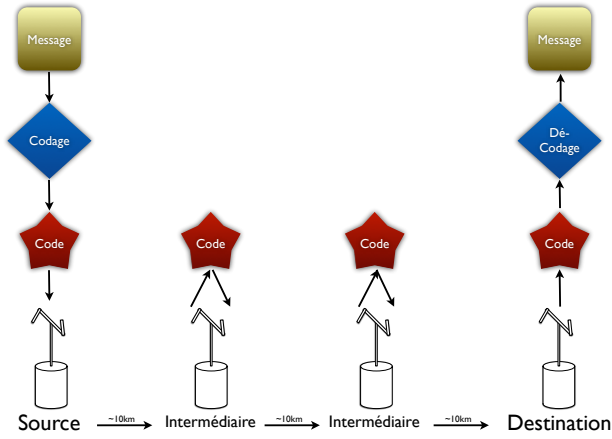 Message
Message
Codage
Dé-
Codage
Code
Code
Code
Code
Source
~10km
Intermédiaire
~10km
Intermédiaire
~10km
Destination